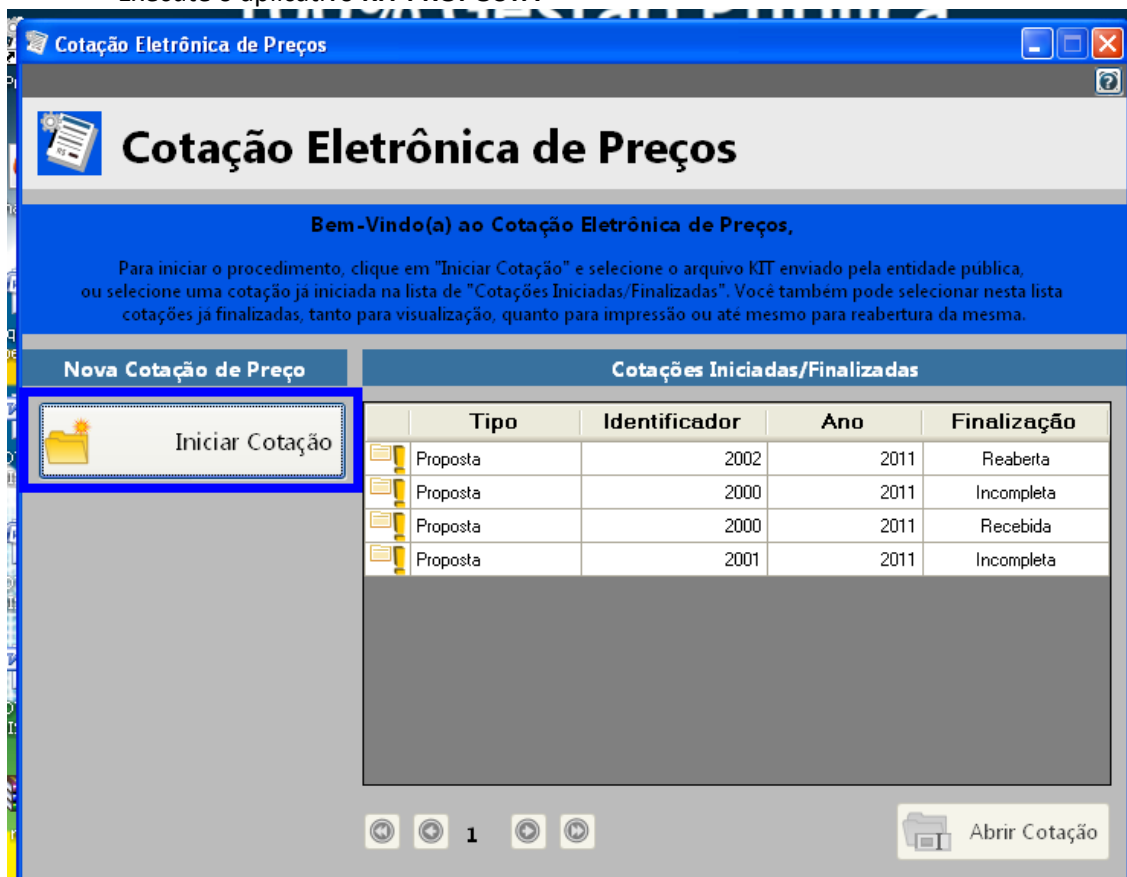 Cotação Eletrônica de Preços
Cotação Eletrônica de Preços
Bem-Vindo(a) ao Cotação Eletrônica de Preços,
Para iniciar o procedimento, clique em "Iniciar Cotação" e selecione o arquivo KIT enviado pela entidade pública,
ou selecione uma cotação já iniciada na lista de "Cotações Iniciadas/Finalizadas". Você também pode selecionar nesta lista
cotações já finalizadas, tanto para visualização, quanto para impressão ou até mesmo para reabertura da mesma.
Nova Cotação de Preço
Cotações Iniciadas/Finalizadas
Iniciar Cotação
Tipo Identificador Ano Finalização
Proposta 2002 2011 Reaberta
Proposta 2000 2011 Incompleta
Proposta 2000 2011 Recebida
Proposta 2001 2011 Incompleta
1
Abrir Cotação